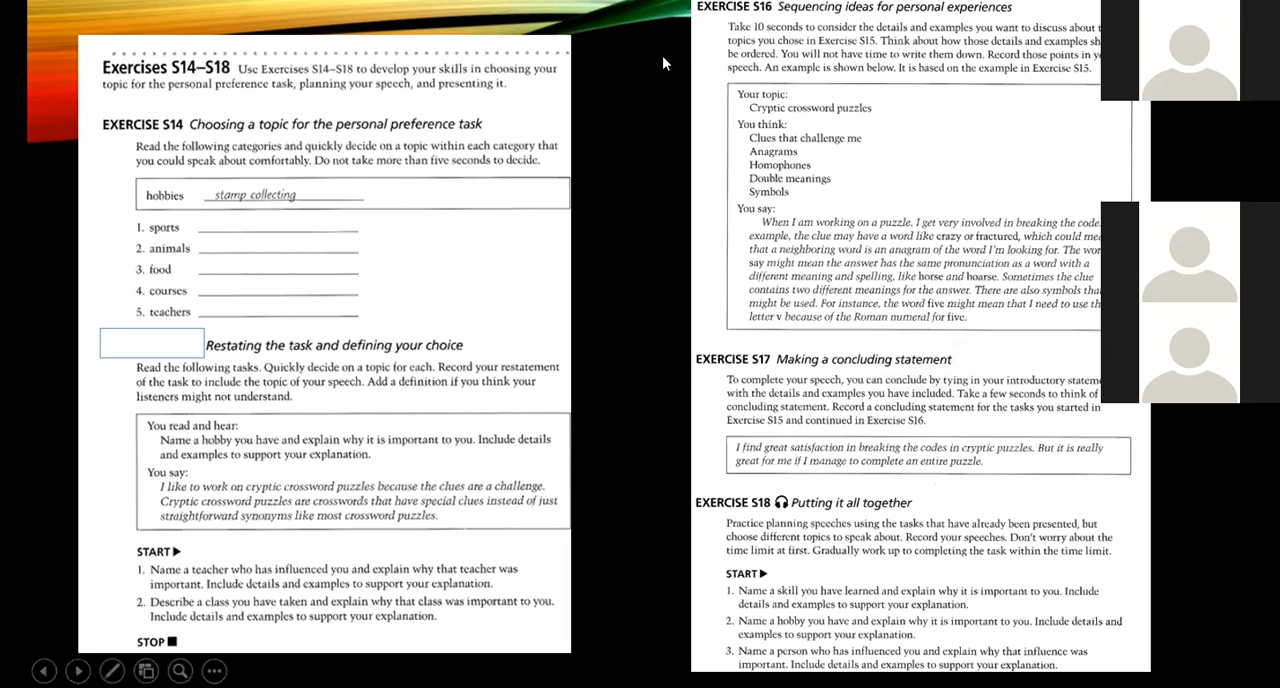 Exercises S14–S18 Use Exercises S14–S18 to develop your skills in choosing your
topic for the personal preference task, planning your speech, and presenting it.
EXERCISE S14 Choosing a topic for the personal preference task
Read the following categories and quickly decide on a topic within each category that
you could speak about comfortably. Do not take more than five seconds to decide.
hobbies stamp collecting
1. sports
2. animals
3. food
4. courses
5. teachers
Restating the task and defining your choice
Read the following tasks. Quickly decide on a topic for each. Record your restatement
of the task to include the topic of your speech. Add a definition if you think your
listeners might not understand.
You read and hear:
Name a hobby you have and explain why it is important to you. Include details
and examples to support your explanation.
You say:
I like to work on cryptic crossword puzzles because the clues are a challenge.
Cryptic crossword puzzles are crosswords that have special clues instead of just
straightforward synonyms like most crossword puzzles.
START ▶
1. Name a teacher who has influenced you and explain why that teacher was
important. Include details and examples to support your explanation.
2. Describe a class you have taken and explain why that class was important to you.
Include details and examples to support your explanation.
STOP ■
EXERCISE S16 Sequencing ideas for personal experiences
Take 10 seconds to consider the details and examples you want to discuss about
topics you chose in Exercise S15. Think about how those details and examples
be ordered. You will not have time to write them down. Record those points in
speech. An example is shown below. It is based on the example in Exercise S15.
Your topic:
Cryptic crossword puzzles
You think:
Clues that challenge me
Anagrams
Homophones
Double meanings
Symbols
You say:
When I am working on a puzzle, I get very involved in breaking the code.
example, the clue may have a word like crazy or fractured, which could
that a neighboring word is an anagram of the word I'm looking for. The
say might mean the answer has the same pronunciation as a word with a
different meaning and spelling, like horse and hoarse. Sometimes the clue
contains two different meanings for the answer. There are also symbols
might be used. For instance, the word five might mean that I need to use
letter v because of the Roman numeral for five.
EXERCISE S17 Making a concluding statement
To complete your speech, you can conclude by tying in your introductory
with the details and examples you have included. Take a few seconds to think of
concluding statement. Record a concluding statement for the tasks you started in
Exercise S15 and continued in Exercise S16.
I find great satisfaction in breaking the codes in cryptic puzzles. But it is really
great for me if I manage to complete an entire puzzle.
EXERCISE S18 Putting it all together
Practice planning speeches using the tasks that have already been presented, but
choose different topics to speak about. Record your speeches. Don't worry about the
time limit at first. Gradually work up to completing the task within the time limit.
START ▶
1. Name a skill you have learned and explain why it is important to you. Include
details and examples to support your explanation.
2. Name a hobby you have and explain why it is important to you. Include details and
examples to support your explanation.
3. Name a person who has influenced you and explain why that influence was
important. Include details and examples to support your explanation.